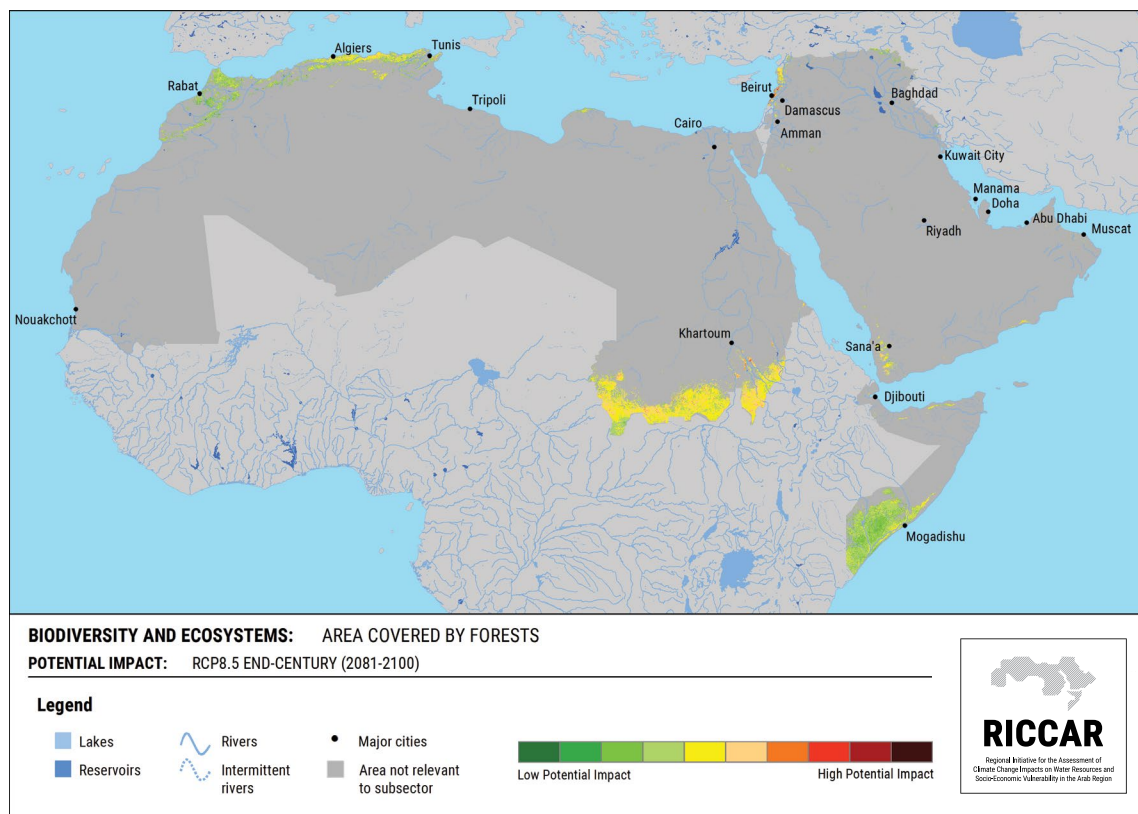 Algiers
Tunis
Rabat
Tripoli
Beirut
Damascus
Baghdad
Cairo
Amman
Kuwait City
Manama
Doha
Abu Dhabi
Riyadh
Muscat
Nouakchott
Khartoum
Sana'a
Djibouti
Mogadishu
BIODIVERSITY AND ECOSYSTEMS: AREA COVERED BY FORESTS
POTENTIAL IMPACT: RCP8.5 END-CENTURY (2081-2100)
Legend
Lakes
Reservoirs
Rivers
Intermittent
rivers
Major cities
Area not relevant
to subsector
Low Potential Impact
High Potential Impact
RICCAR
Regional Initiative for the Assessment of
Climate Change Impacts on Water Resources and
Socio-Economic Vulnerability in the Arab Region